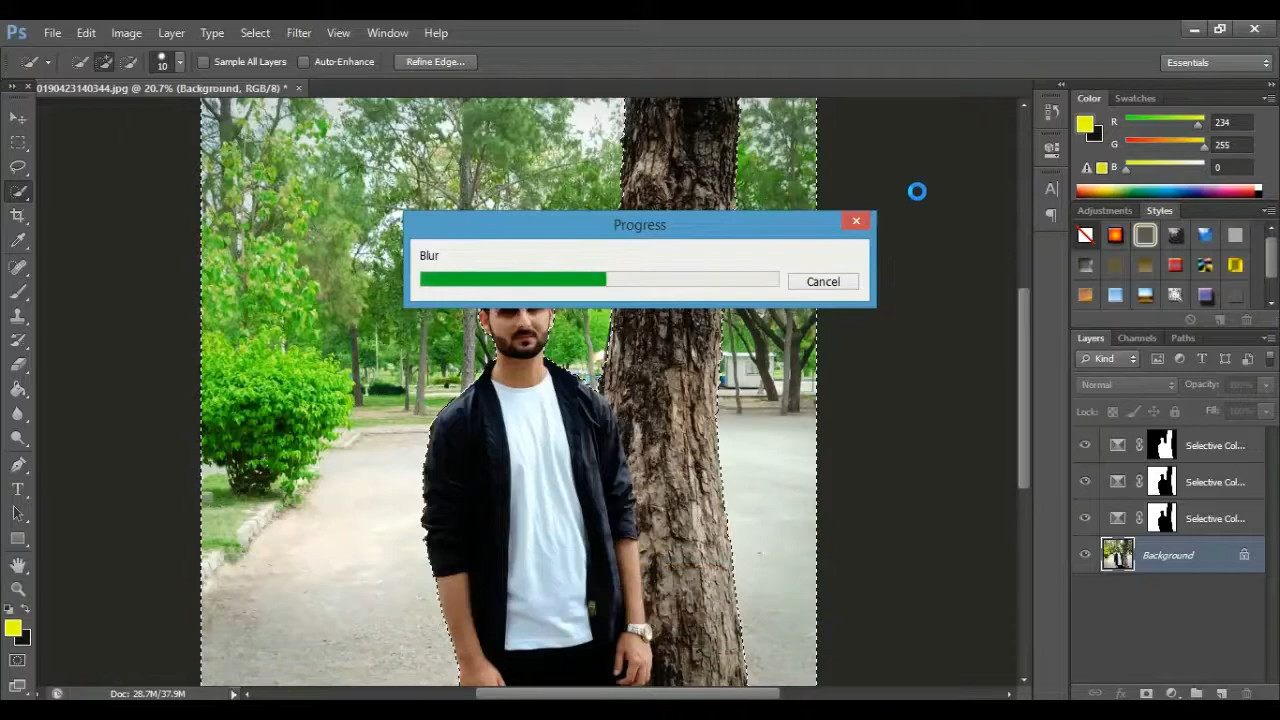 Ps File Edit Image Layer Type Select Filter View Window Help
10 Sample All Layers Auto-Enhance Refine Edge... Essentials
0190423140344.jpg @ 20.7% (Background, RGB/8) *
Color Swatches
R 234
G 255
B 0
Adjustments Styles
Progress
Blur
Cancel
Layers Channels Paths
Kind
Normal Opacity: 100%
Lock: Fill: 100%
Selective Col...
Selective Col...
Selective Col...
Background
Doc: 28.7M/37.9M